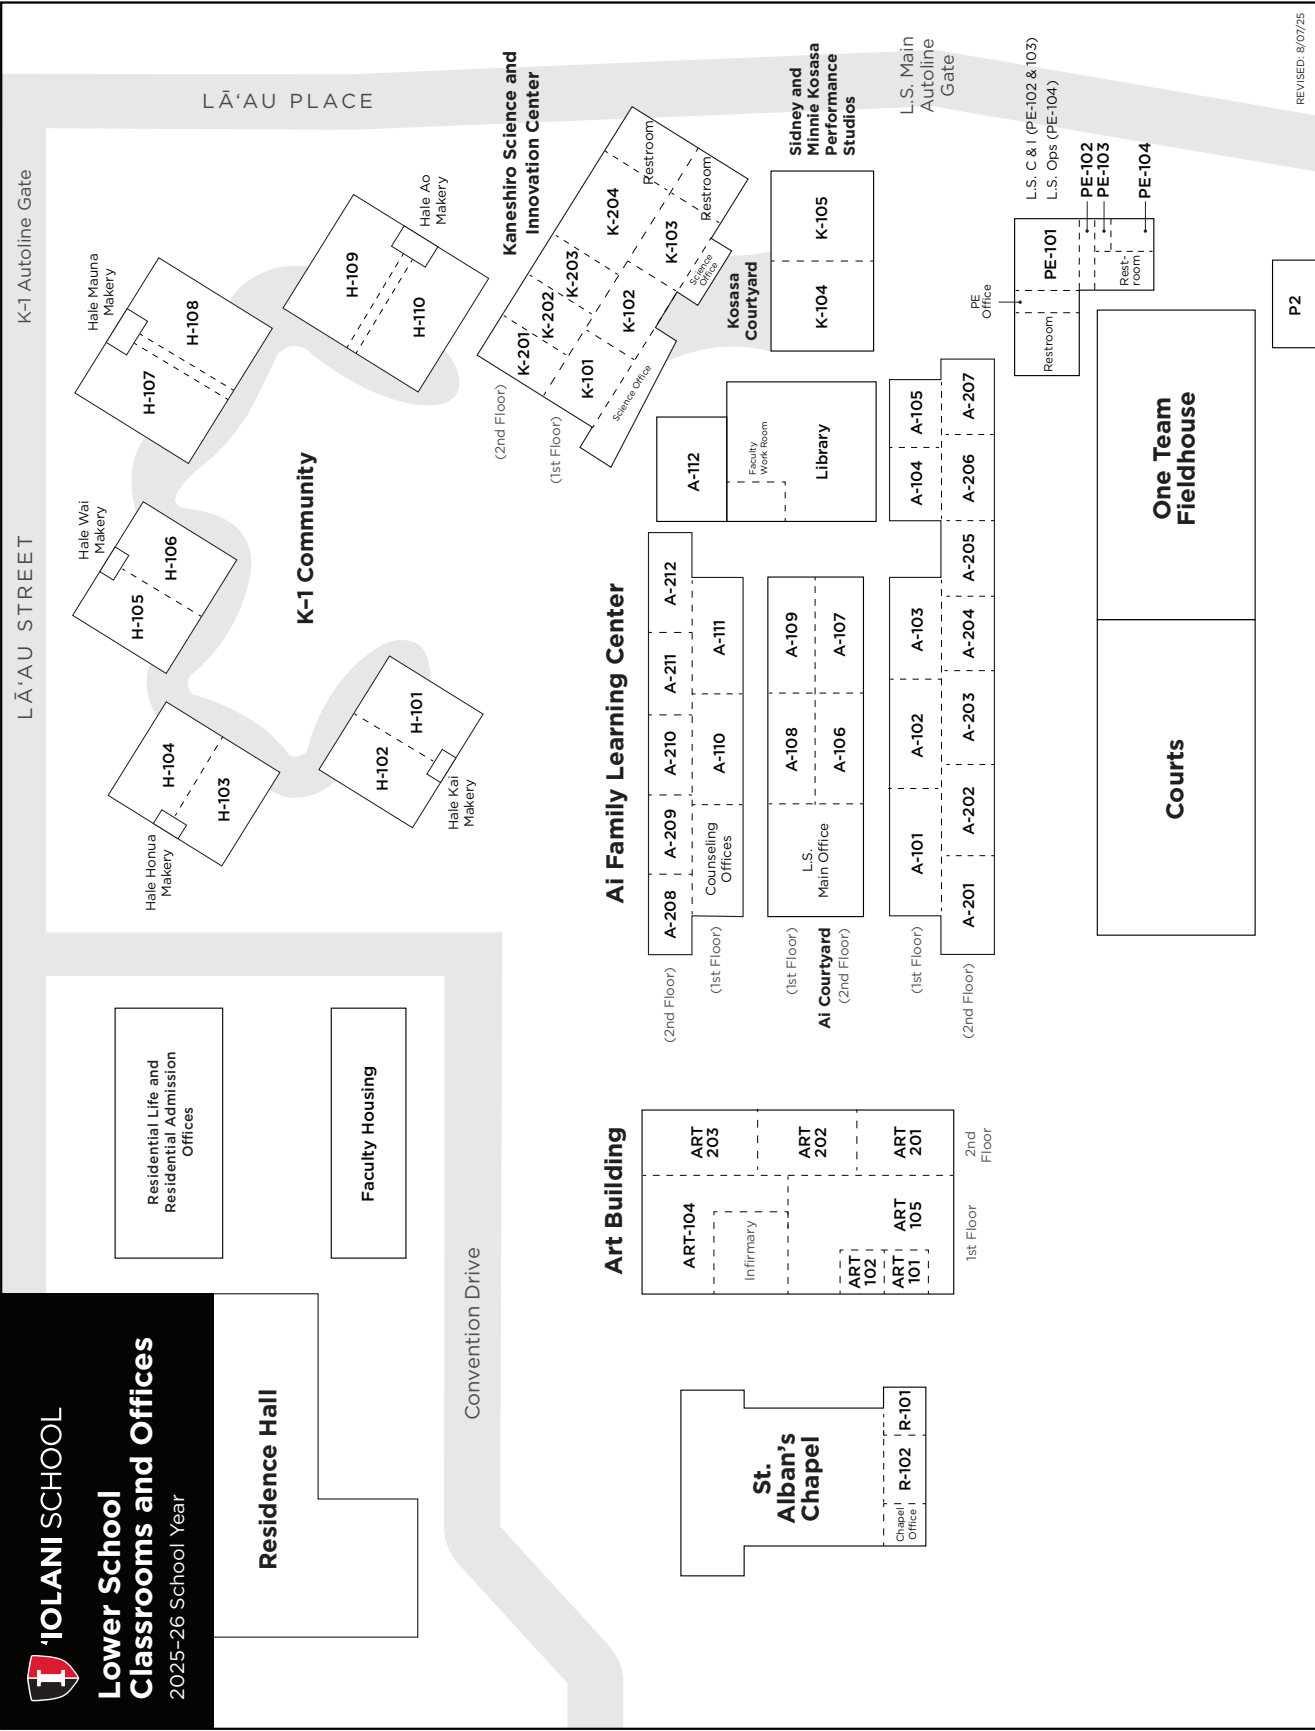 ʻIOLANI SCHOOL
Lower School
Classrooms and Offices
2025–26 School Year
LĀʻAU STREET
K–1 Autoline Gate
LĀʻAU PLACE
Residence Hall
Residential Life and
Residential Admission
Offices
Faculty Housing
Convention Drive
Hale Honua
Makery
H-104
H-103
Hale Wai
Makery
H-105
H-106
Hale Mauna
Makery
H-107
H-108
Hale Ao
Makery
H-109
H-110
Hale Kai
Makery
H-102
H-101
K–1 Community
Kaneshiro Science and
Innovation Center
(2nd Floor)
K-201
K-202
K-203
K-204
Restroom
(1st Floor)
K-101
K-102
K-103
Restroom
Science Office
Science
Office
Kosasa
Courtyard
Sidney and
Minnie Kosasa
Performance
Studios
K-104
K-105
L.S. Main
Autoline
Gate
Ai Family Learning Center
(2nd Floor)
A-208
A-209
A-210
A-211
A-212
(1st Floor)
Counseling
Offices
A-110
A-111
A-112
Faculty
Work Room
Library
(1st Floor)
Ai Courtyard
(2nd Floor)
L.S.
Main Office
A-108
A-109
A-106
A-107
(1st Floor)
A-101
A-102
A-103
A-104
A-105
(2nd Floor)
A-201
A-202
A-203
A-204
A-205
A-206
A-207
Art Building
ART
203
ART
202
ART
201
2nd
Floor
ART-104
Infirmary
ART
102
ART
101
ART
105
1st Floor
St.
Alban’s
Chapel
Chapel
Office
R-102
R-101
L.S. C & I (PE-102 & 103)
L.S. Ops (PE-104)
PE
Office
Restroom
PE-101
PE-102
PE-103
PE-104
Rest-
room
Courts
One Team
Fieldhouse
P2
REVISED: 8/07/25